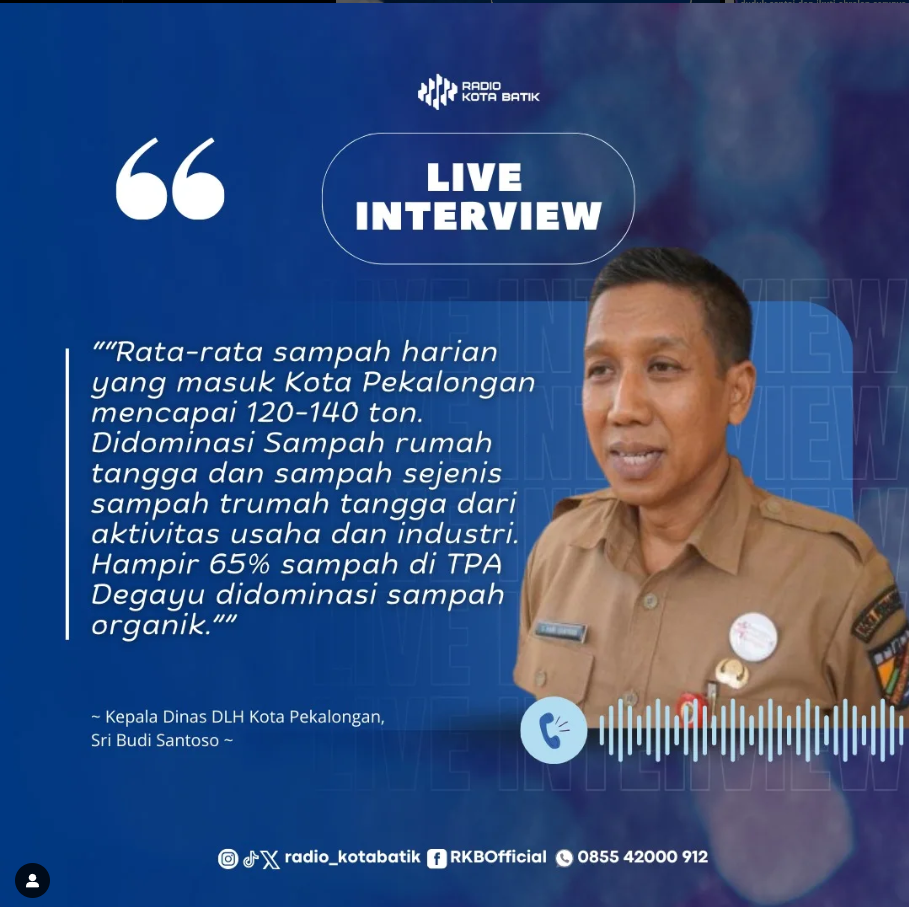 RADIO
KOTA BATIK
LIVE
INTERVIEW
““Rata-rata sampah harian
yang masuk Kota Pekalongan
mencapai 120-140 ton.
Didominasi Sampah rumah
tangga dan sampah sejenis
sampah trumah tangga dari
aktivitas usaha dan industri.
Hampir 65% sampah di TPA
Degayu didominasi sampah
organik.””
~ Kepala Dinas DLH Kota Pekalongan,
Sri Budi Santoso ~
radio_kotabatik RKBOfficial 0855 42000 912